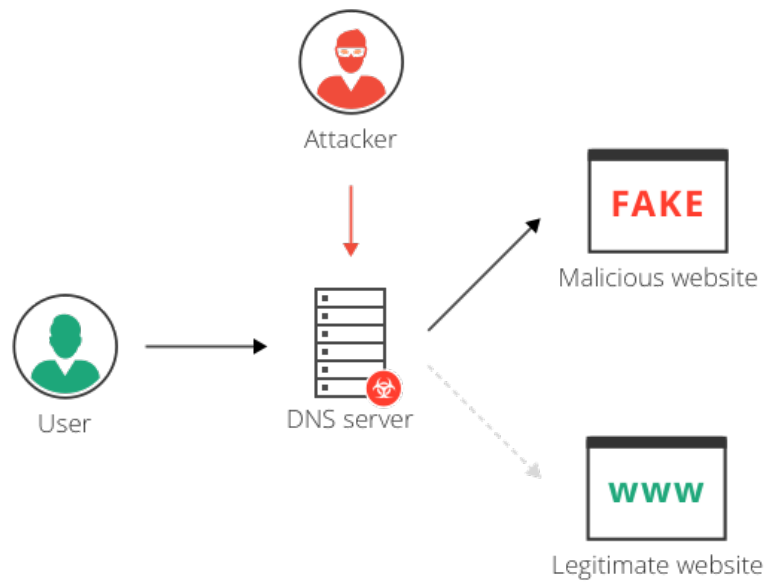 Attacker
FAKE
Malicious website
User
DNS server
www
Legitimate website